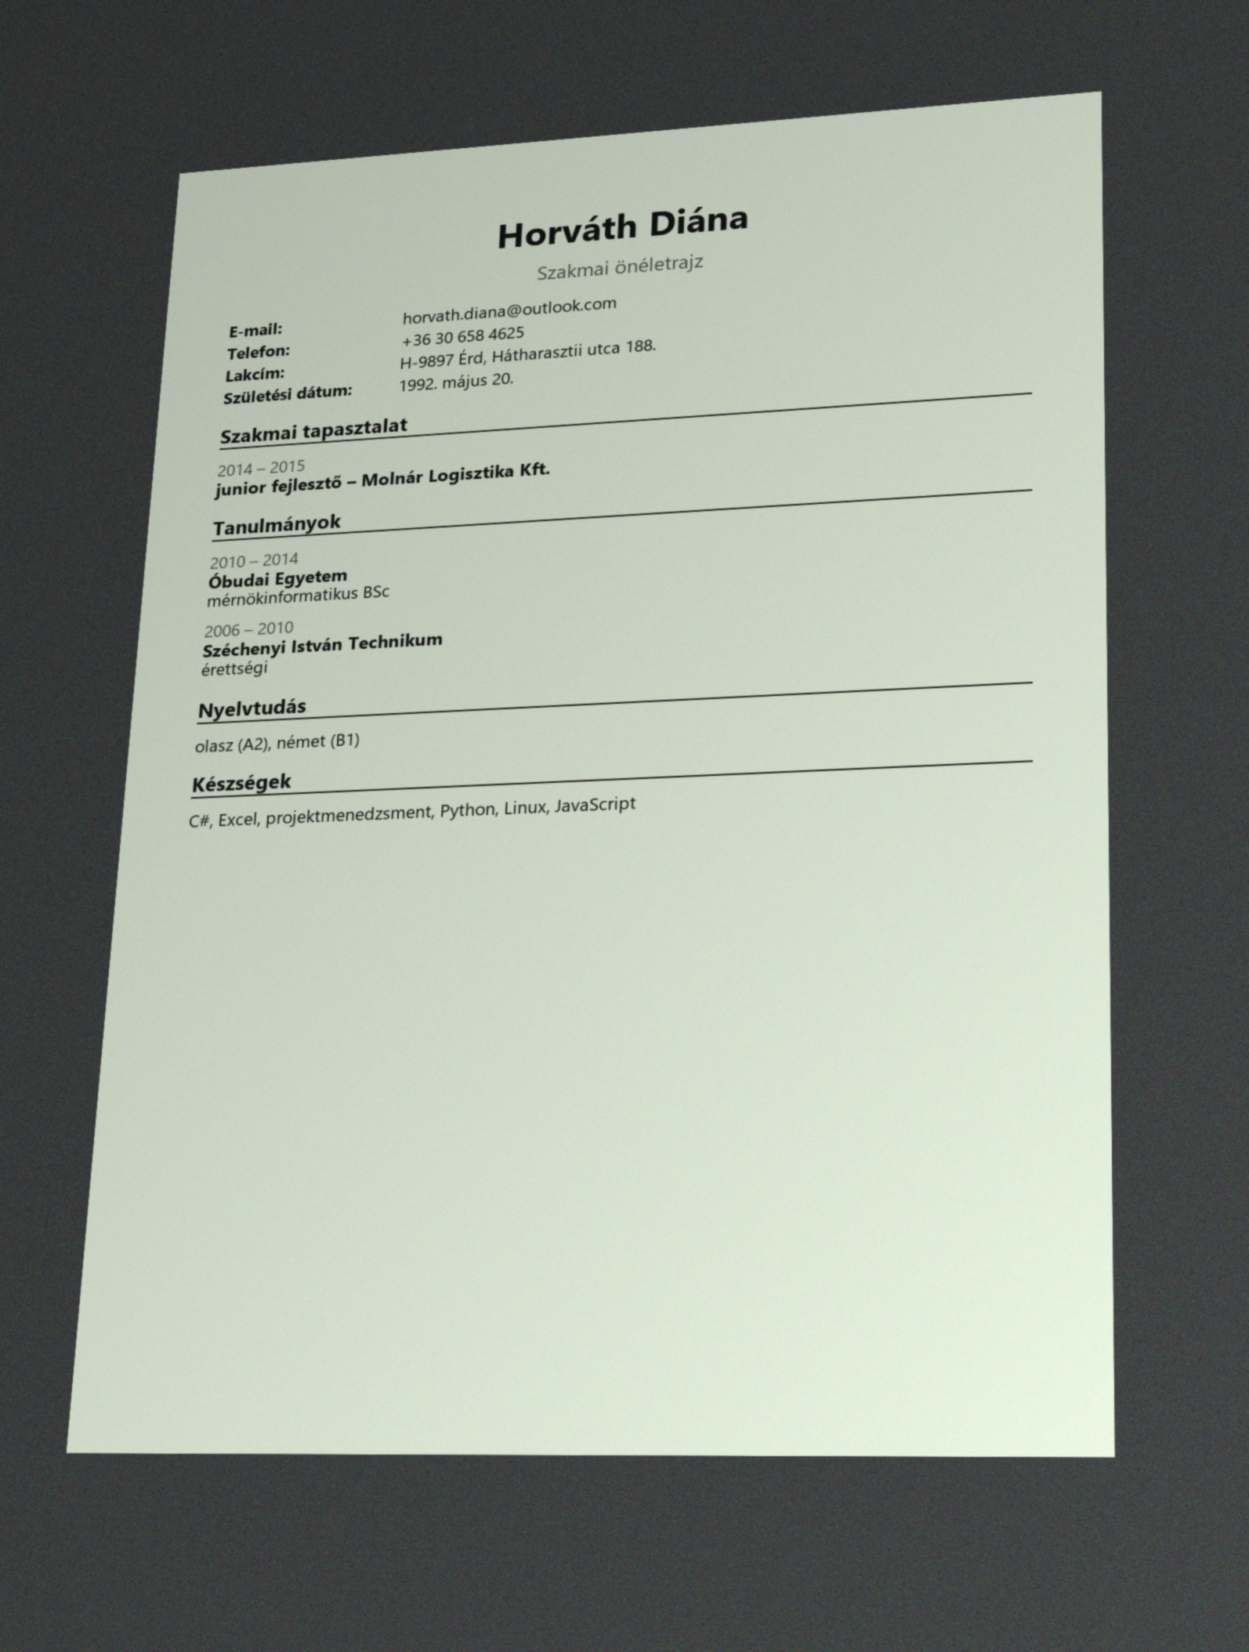 Horváth Diána
Szakmai önéletrajz
E-mail: horvath.diana@outlook.com
Telefon: +36 30 658 4625
Lakcím: H-9897 Érd, Hátharasztii utca 188.
Születési dátum: 1992. május 20.
Szakmai tapasztalat
2014 – 2015
junior fejlesztő – Molnár Logisztika Kft.
Tanulmányok
2010 – 2014
Óbudai Egyetem
mérnökinformatikus BSc
2006 – 2010
Széchenyi István Technikum
érettségi
Nyelvtudás
olasz (A2), német (B1)
Készségek
C#, Excel, projektmenedzsment, Python, Linux, JavaScript